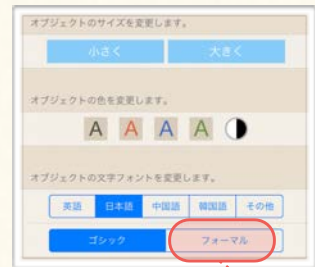 オブジェクトのサイズを変更します。
小さく 大きく
オブジェクトの色を変更します。
A A A A
オブジェクトの文字フォントを変更します。
英語 日本語 中国語 韓国語 その他
ゴシック フォーマル